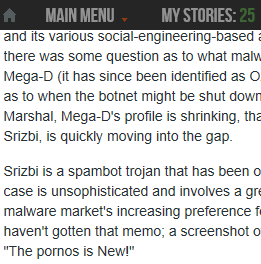 MAIN MENU MY STORIES: 25
and its various social-engineering-based
there was some question as to what malw
Mega-D (it has since been identified as O
as to when the botnet might be shut down
Marshal, Mega-D's profile is shrinking, tha
Srizbi, is quickly moving into the gap.
Srizbi is a spambot trojan that has been o
case is unsophisticated and involves a gre
malware market's increasing preference f
haven't gotten that memo; a screenshot o
"The pornos is New!"